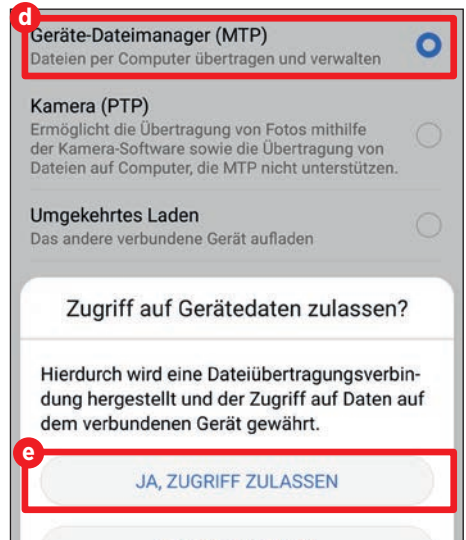 d
Geräte-Dateimanager (MTP)
Dateien per Computer übertragen und verwalten
Kamera (PTP)
Ermöglicht die Übertragung von Fotos mithilfe
der Kamera-Software sowie die Übertragung von
Dateien auf Computer, die MTP nicht unterstützen.
Umgekehrtes Laden
Das andere verbundene Gerät aufladen
Zugriff auf Gerätedaten zulassen?
Hierdurch wird eine Dateiübertragungsverbin-
dung hergestellt und der Zugriff auf Daten auf
dem verbundenen Gerät gewährt.
e
JA, ZUGRIFF ZULASSEN